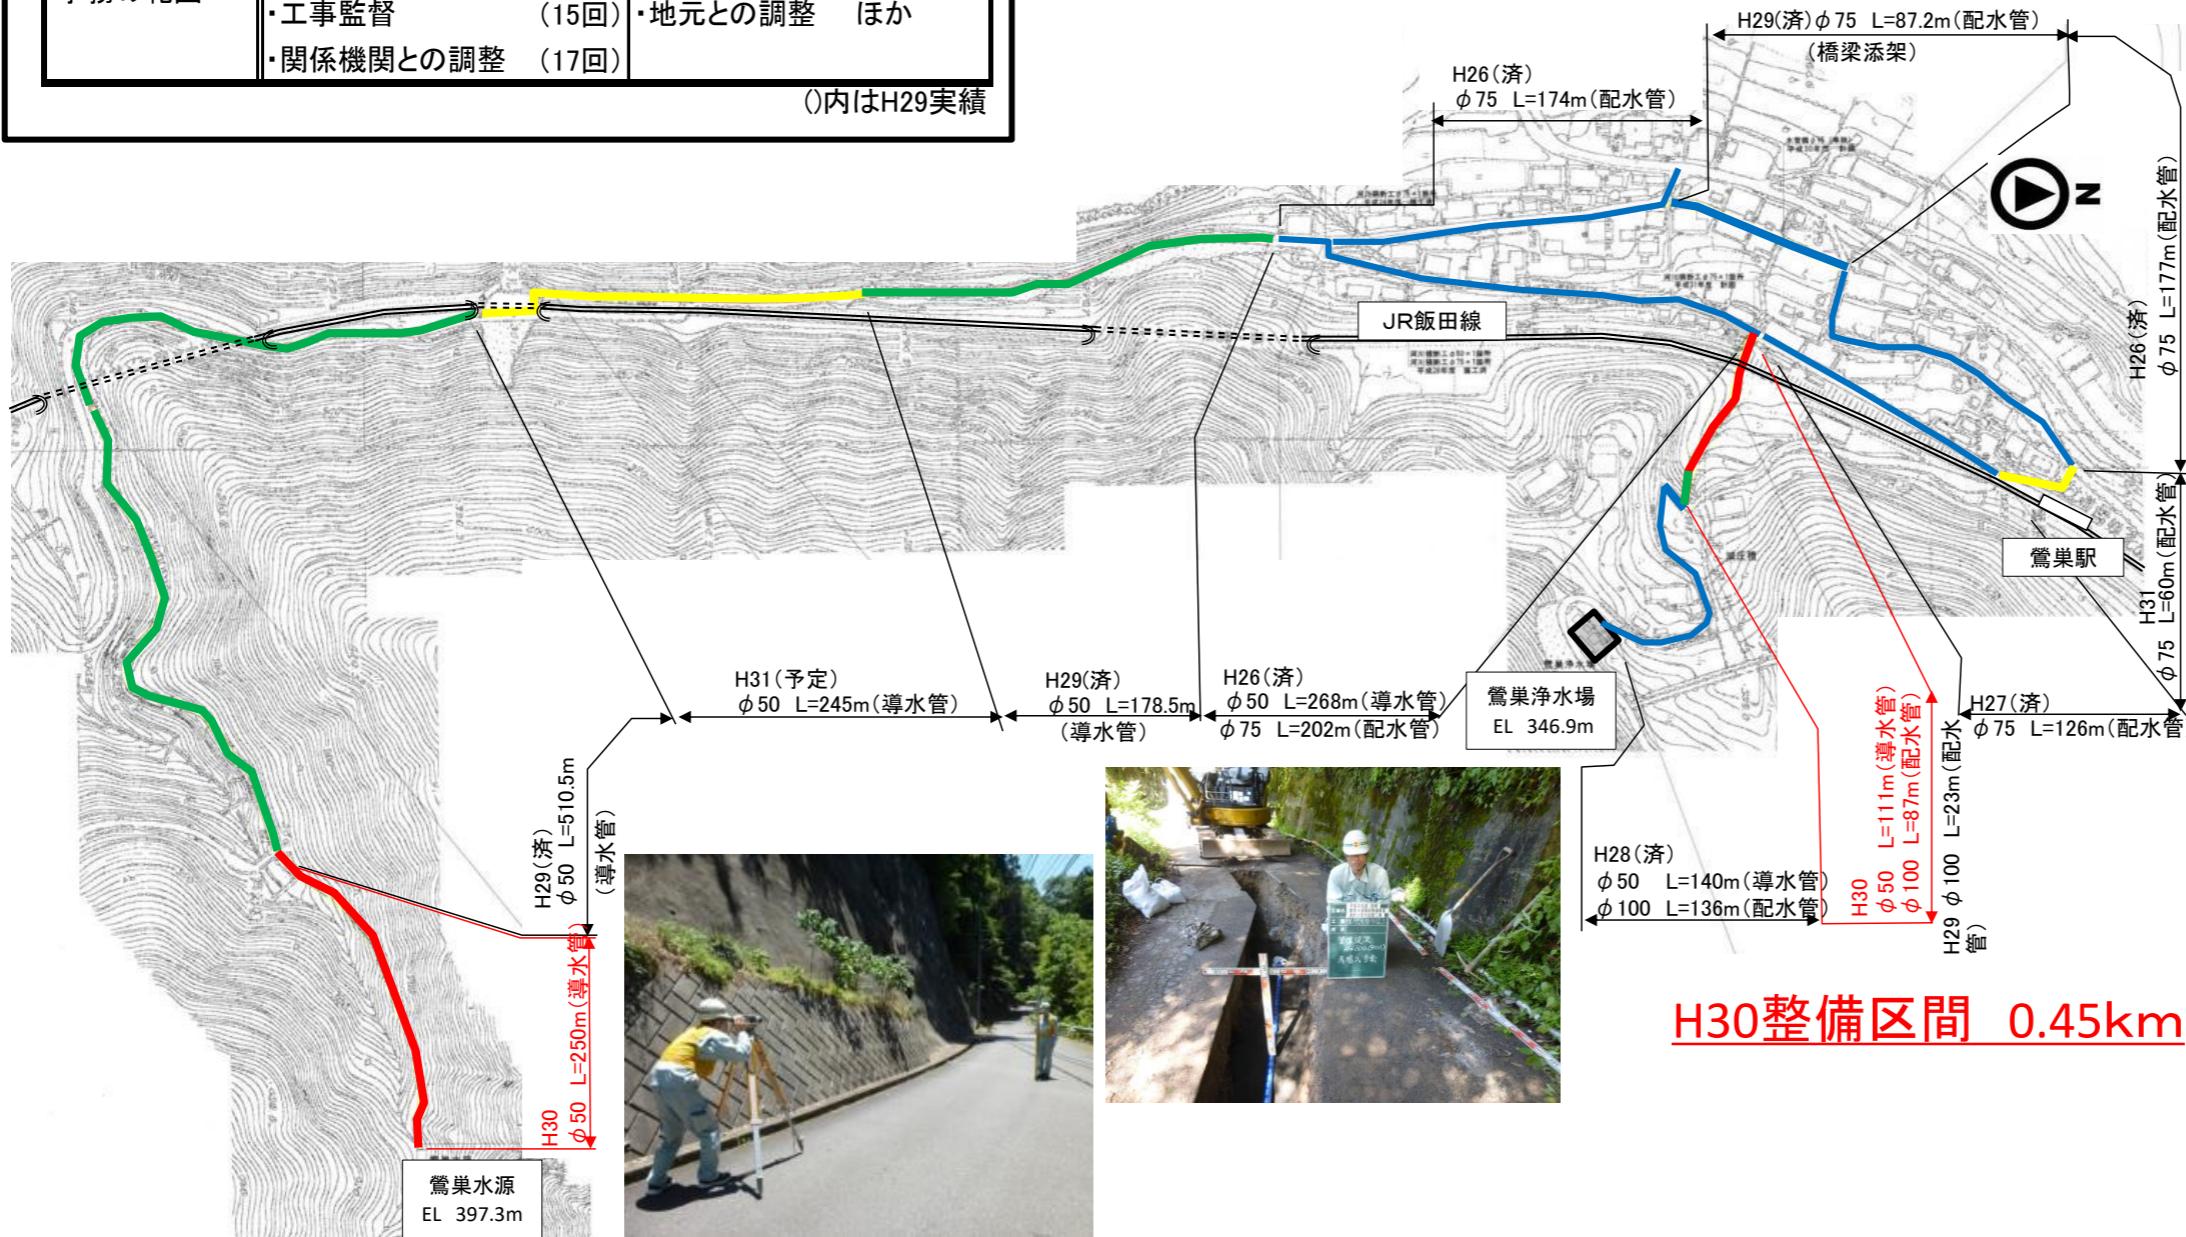 ・工事監督 (15回)
・地元との調整 ほか
・関係機関との調整 (17回)
()内はH29実績
H29(済)φ75 L=87.2m(配水管)
(橋梁添架)
H26(済)
φ75 L=174m(配水管)
N
H26(済)
φ75 L=177m(配水管)
JR飯田線
鶯巣駅
H31
φ75 L=60m(配水管)
H31(予定)
φ50 L=245m(導水管)
H29(済)
φ50 L=178.5m
(導水管)
H26(済)
φ50 L=268m(導水管)
φ75 L=202m(配水管)
鶯巣浄水場
EL 346.9m
H27(済)
φ75 L=126m(配水管
H30
φ50 L=111m(導水管)
φ100 L=87m(配水管)
H29 φ100 L=23m(配水
管)
H28(済)
φ50 L=140m(導水管)
φ100 L=136m(配水管)
H29(済)
φ50 L=510.5m
(導水管)
H30
φ50 L=250m(導水管)
鶯巣水源
EL 397.3m
H30整備区間 0.45km